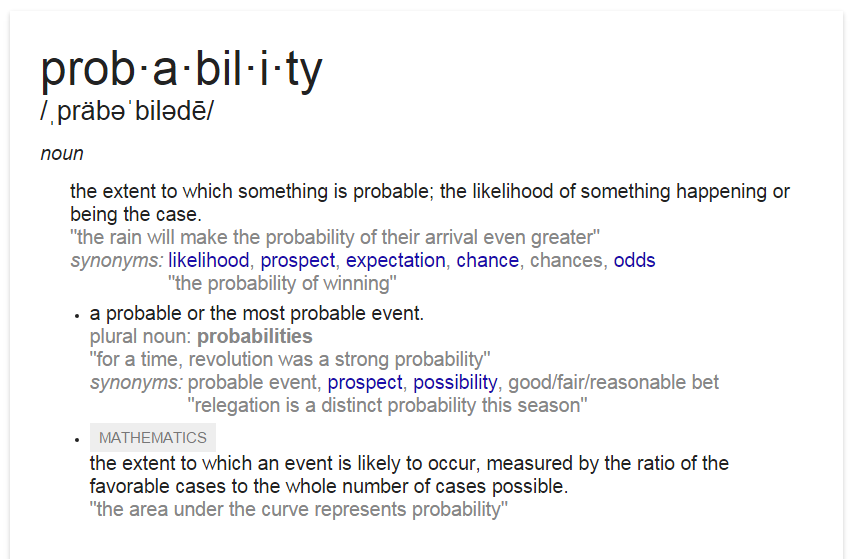 prob·a·bil·i·ty
/ˌpräbəˈbilədē/
noun
the extent to which something is probable; the likelihood of something happening or
being the case.
"the rain will make the probability of their arrival even greater"
synonyms: likelihood, prospect, expectation, chance, chances, odds
"the probability of winning"
• a probable or the most probable event.
plural noun: probabilities
"for a time, revolution was a strong probability"
synonyms: probable event, prospect, possibility, good/fair/reasonable bet
"relegation is a distinct probability this season"
• MATHEMATICS
the extent to which an event is likely to occur, measured by the ratio of the
favorable cases to the whole number of cases possible.
"the area under the curve represents probability"